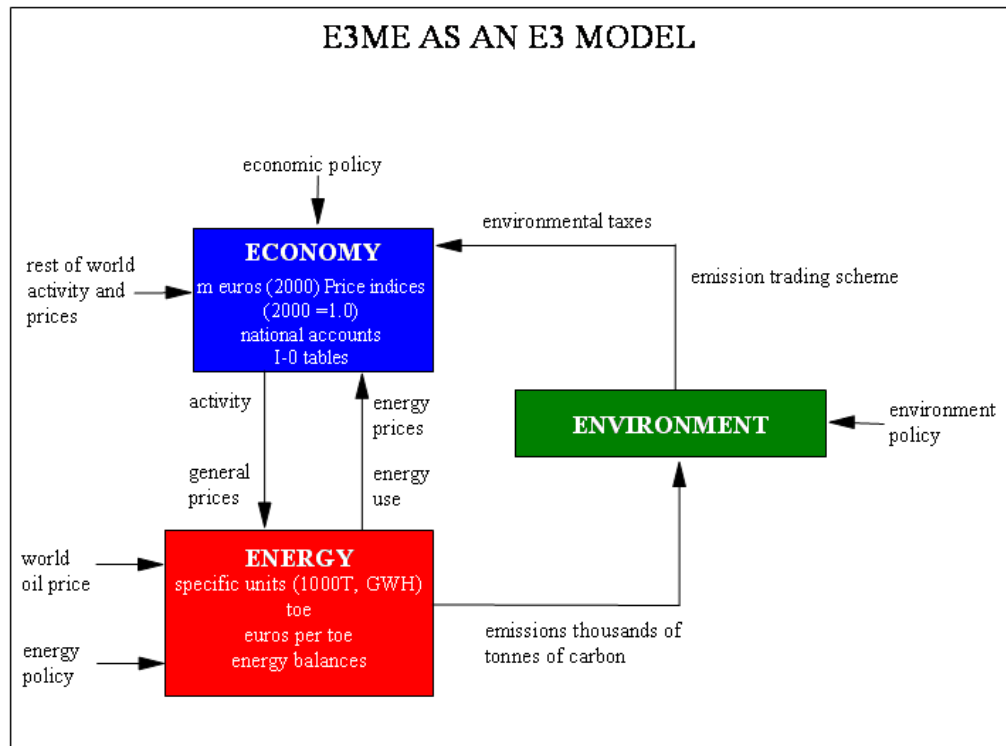 E3ME AS AN E3 MODEL
economic policy
environmental taxes
ECONOMY
m euros (2000) Price indices
(2000 =1.0)
national accounts
I-0 tables
rest of world
activity and
prices
emission trading scheme
activity
energy
prices
ENVIRONMENT
environment
policy
general
prices
energy
use
world
oil price
ENERGY
specific units (1000T, GWH)
toe
euros per toe
energy balances
energy
policy
emissions thousands of
tonnes of carbon